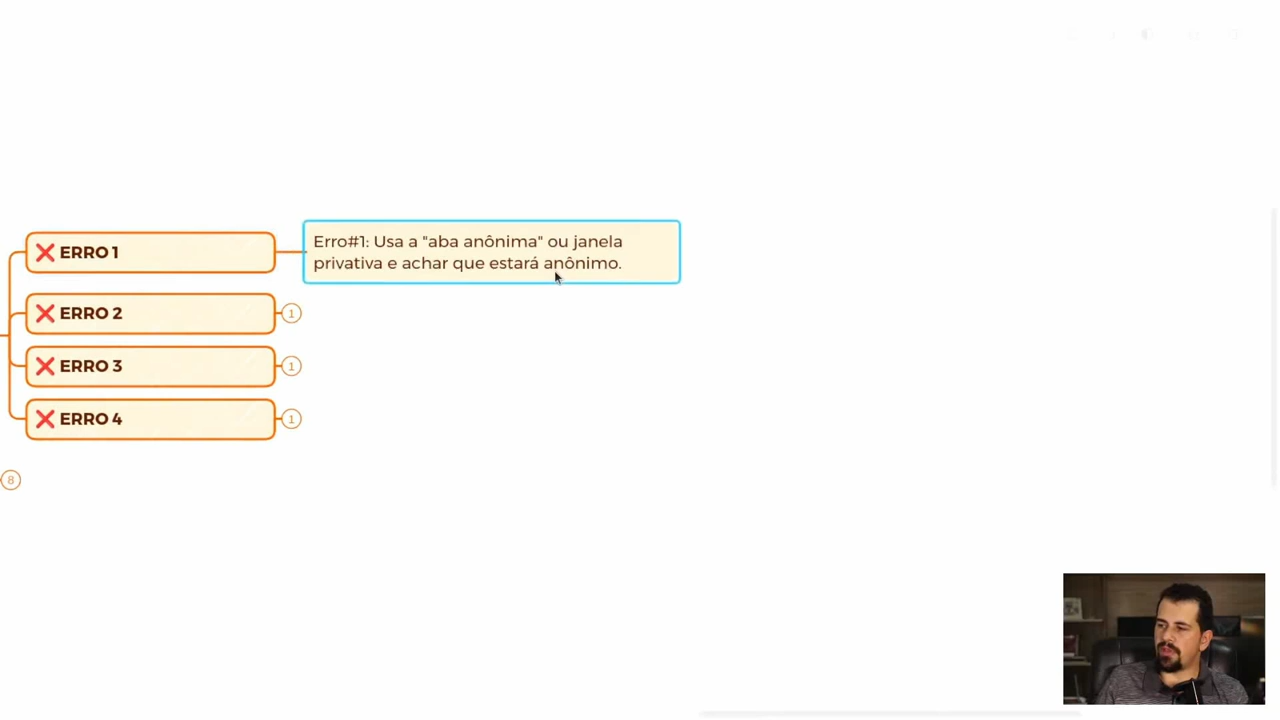 ❌ ERRO 1
Erro#1: Usa a "aba anônima" ou janela
privativa e achar que estará anônimo.
❌ ERRO 2
1
❌ ERRO 3
1
❌ ERRO 4
1
8